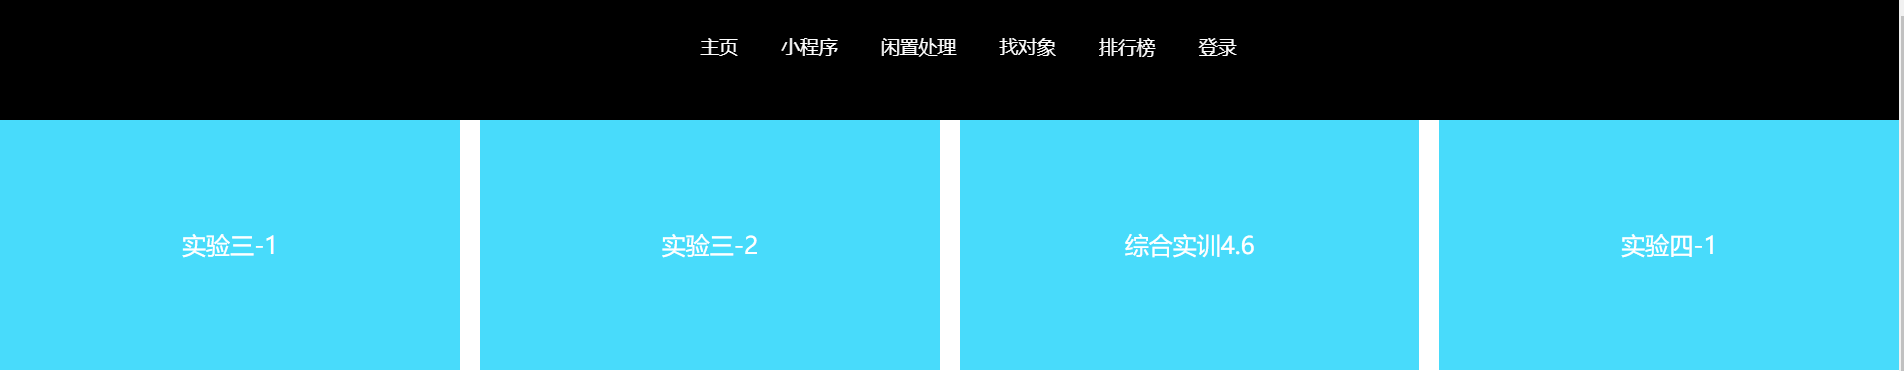 主页 小程序 闲置处理 找对象 排行榜 登录
实验三-1 实验三-2 综合实训4.6 实验四-1